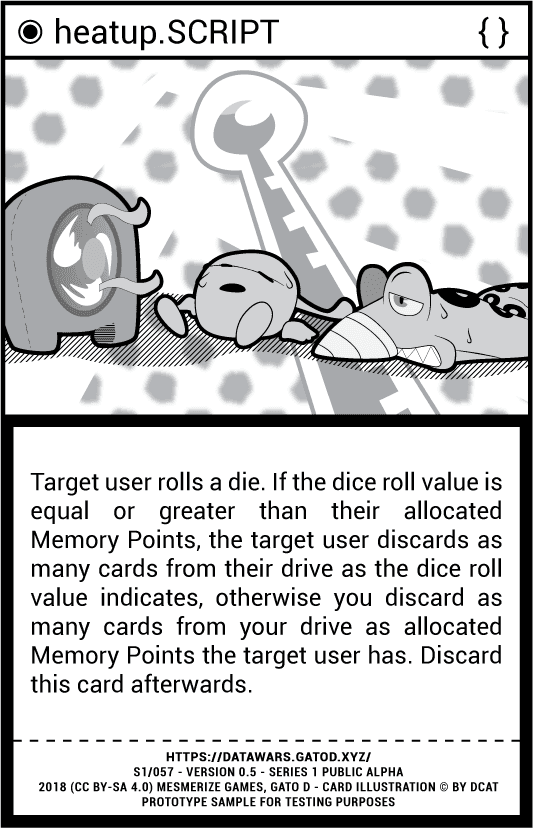 heatup.SCRIPT { }
Target user rolls a die. If the dice roll value is
equal or greater than their allocated
Memory Points, the target user discards as
many cards from their drive as the dice roll
value indicates, otherwise you discard as
many cards from your drive as allocated
Memory Points the target user has. Discard
this card afterwards.
HTTPS://DATAWARS.GATOD.XYZ/
S1/057 - VERSION 0.5 - SERIES 1 PUBLIC ALPHA
2018 (CC BY-SA 4.0) MESMERIZE GAMES, GATO D - CARD ILLUSTRATION © BY DCAT
PROTOTYPE SAMPLE FOR TESTING PURPOSES